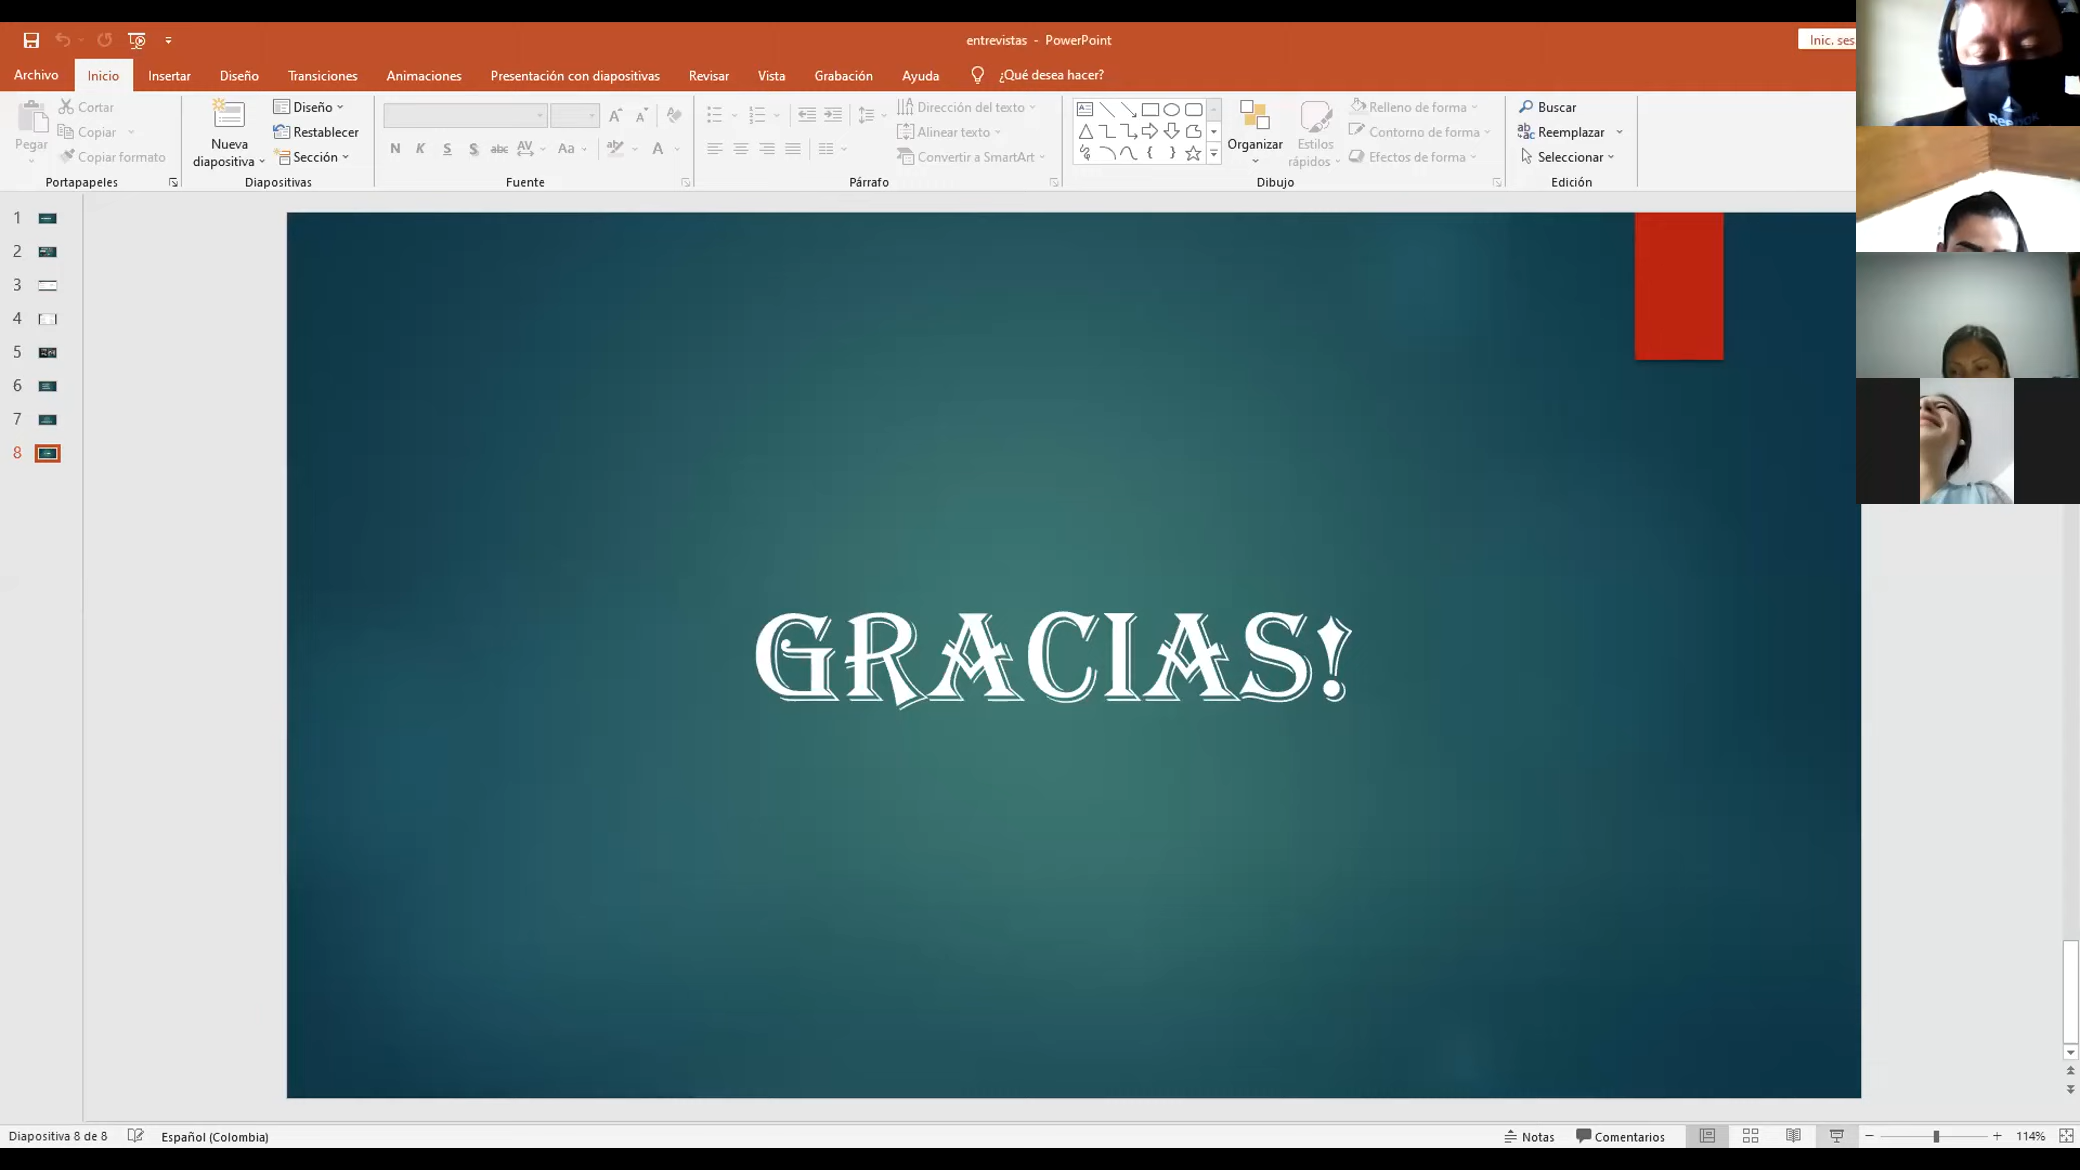 entrevistas - PowerPoint
Inic. ses
Archivo
Inicio
Insertar
Diseño
Transiciones
Animaciones
Presentación con diapositivas
Revisar
Vista
Grabación
Ayuda
¿Qué desea hacer?
Pegar
Cortar
Copiar
Copiar formato
Portapapeles
Nueva
diapositiva
Diseño
Restablecer
Sección
Diapositivas
N K S S abc AV Aa A
Fuente
Dirección del texto
Alinear texto
Convertir a SmartArt
Párrafo
Organizar
Estilos
rápidos
Relleno de forma
Contorno de forma
Efectos de forma
Dibujo
Buscar
Reemplazar
Seleccionar
Edición
1
2
3
4
5
6
7
8
GRACIAS!
Reebok
Diapositiva 8 de 8
Español (Colombia)
Notas
Comentarios
114%